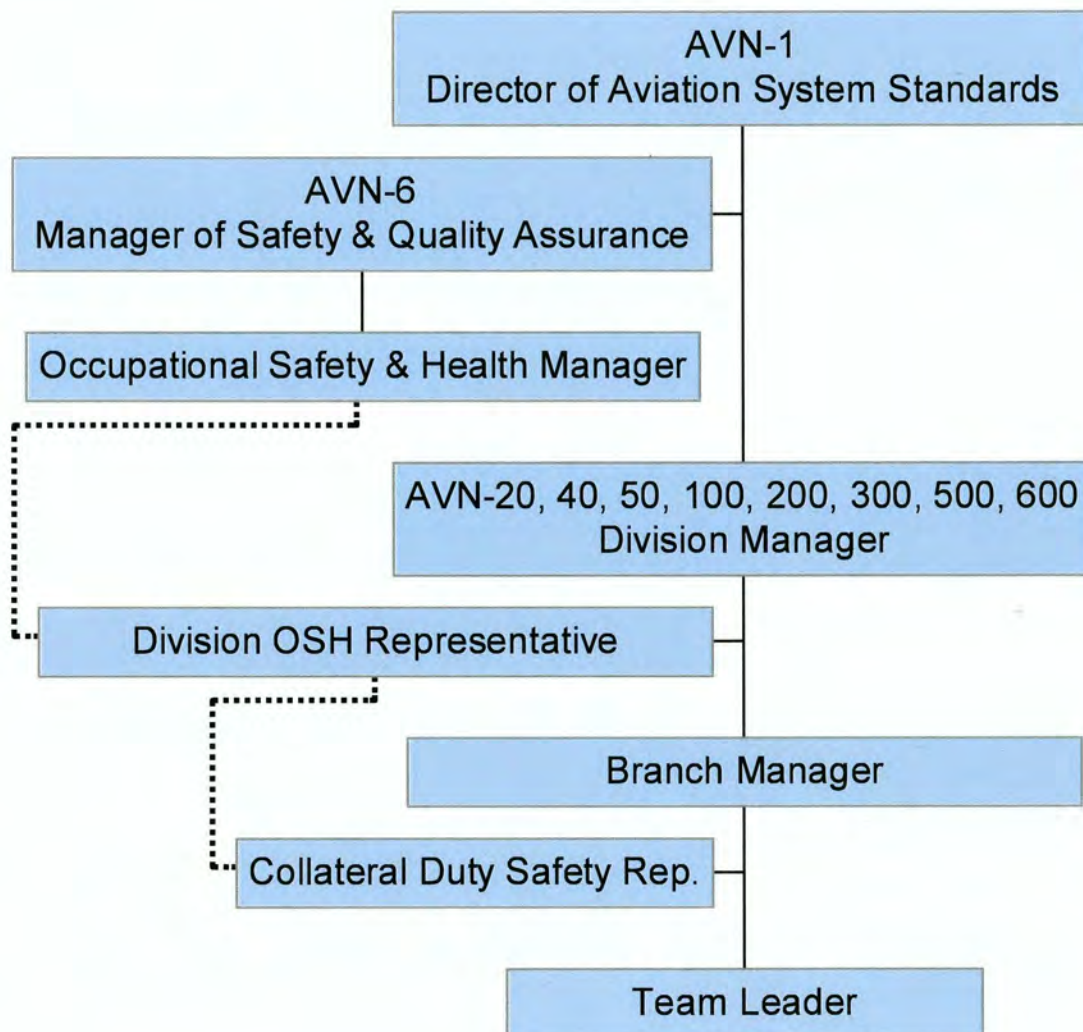 AVN-1
Director of Aviation System Standards
AVN-6
Manager of Safety & Quality Assurance
Occupational Safety & Health Manager
AVN-20, 40, 50, 100, 200, 300, 500, 600
Division Manager
Division OSH Representative
Branch Manager
Collateral Duty Safety Rep.
Team Leader